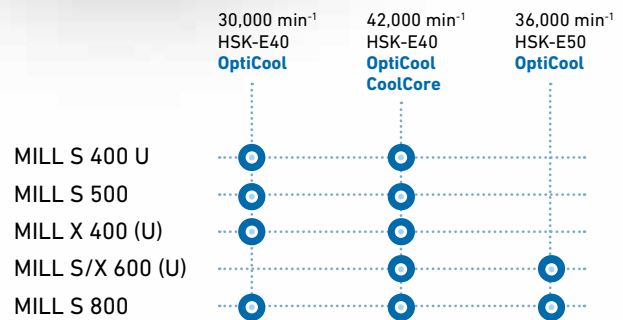 30,000 min⁻¹ 42,000 min⁻¹ 36,000 min⁻¹
HSK-E40 HSK-E40 HSK-E50
OptiCool OptiCool OptiCool
CoolCore
MILL S 400 U
MILL S 500
MILL X 400 (U)
MILL S/X 600 (U)
MILL S 800